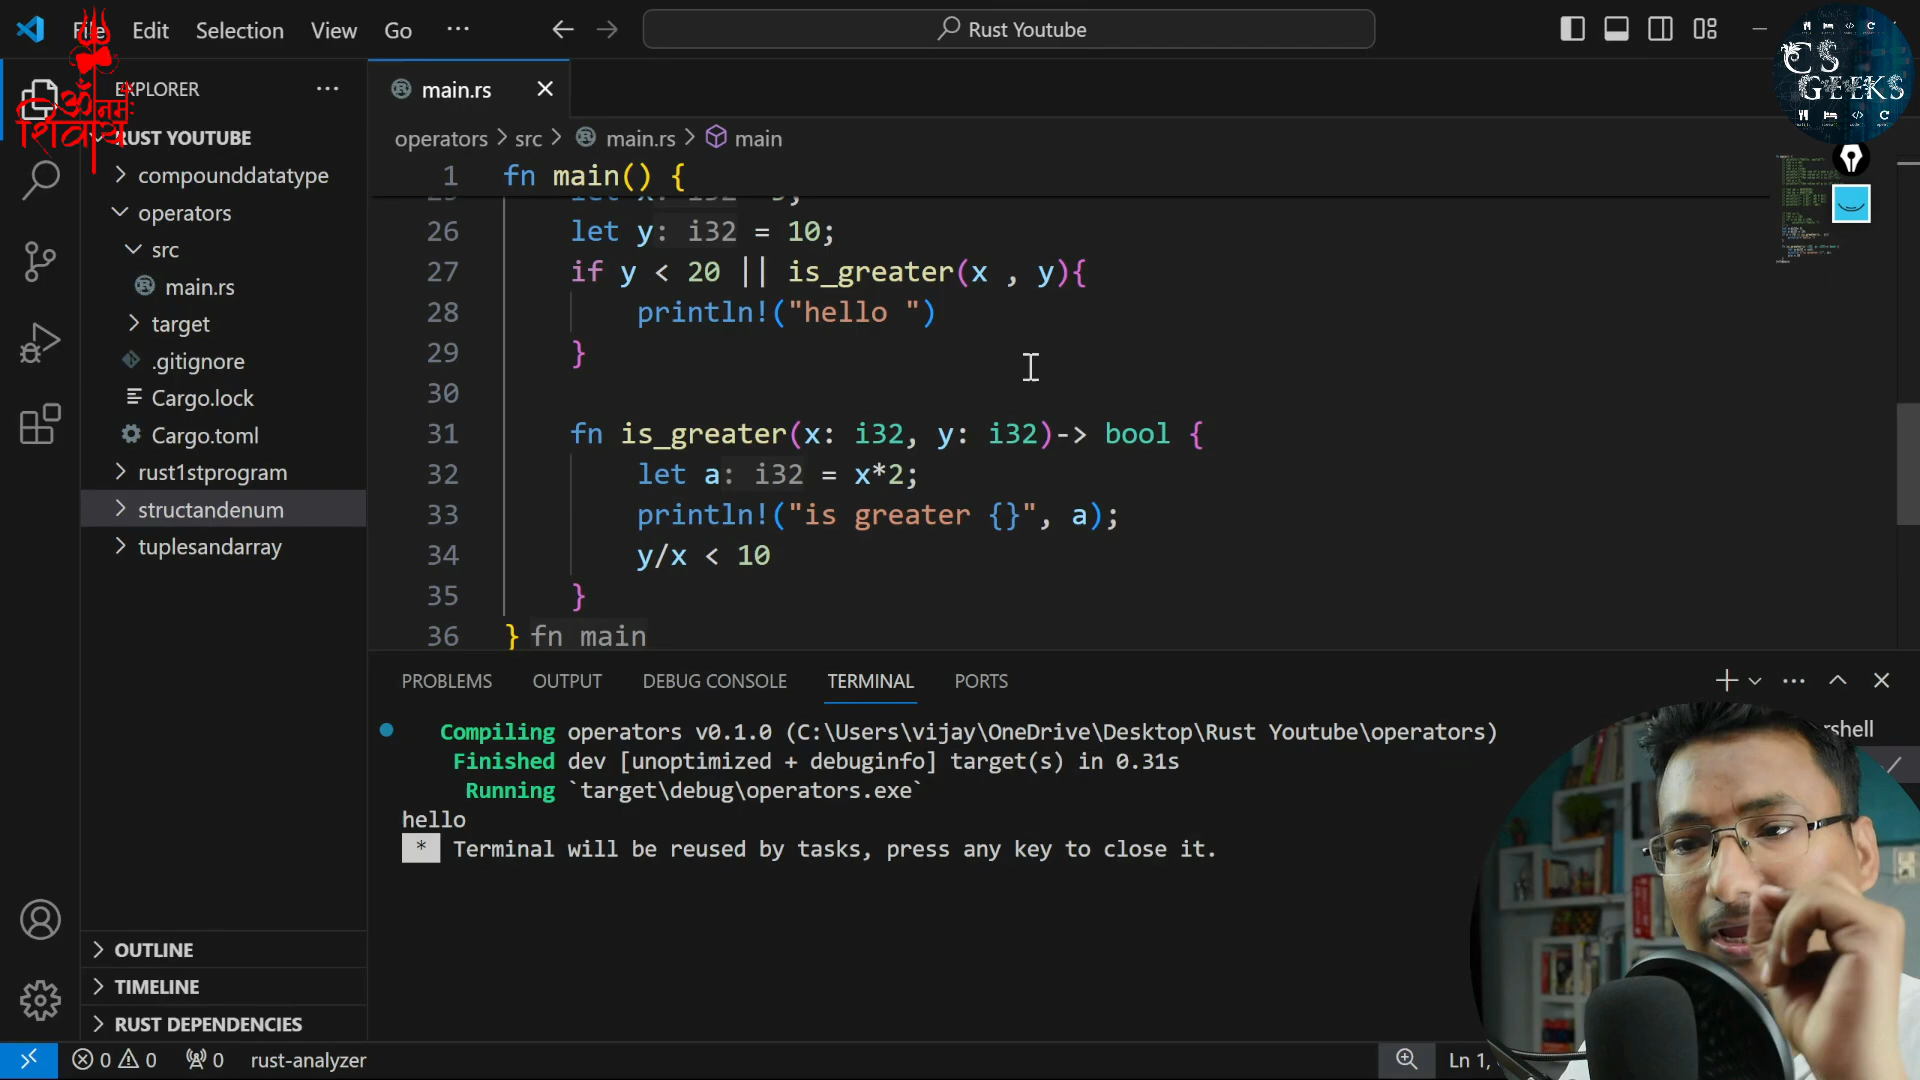 File Edit Selection View Go ...
Rust Youtube
CS
GEEKS
ॐ नमः
शिवाय
EXPLORER ...
RUST YOUTUBE
compounddatatype
operators
src
main.rs
target
.gitignore
Cargo.lock
Cargo.toml
rust1stprogram
structandenum
tuplesandarray
OUTLINE
TIMELINE
RUST DEPENDENCIES
main.rs
operators > src > main.rs > main
1 fn main() {
26 let y: i32 = 10;
27 if y < 20 || is_greater(x , y){
28 println!("hello ")
29 }
30
31 fn is_greater(x: i32, y: i32)-> bool {
32 let a: i32 = x*2;
33 println!("is greater {}", a);
34 y/x < 10
35 }
36 } fn main
PROBLEMS OUTPUT DEBUG CONSOLE TERMINAL PORTS
Compiling operators v0.1.0 (C:\Users\vijay\OneDrive\Desktop\Rust Youtube\operators)
Finished dev [unoptimized + debuginfo] target(s) in 0.31s
Running `target\debug\operators.exe`
hello
* Terminal will be reused by tasks, press any key to close it.
0 0 0 rust-analyzer
Ln 1,